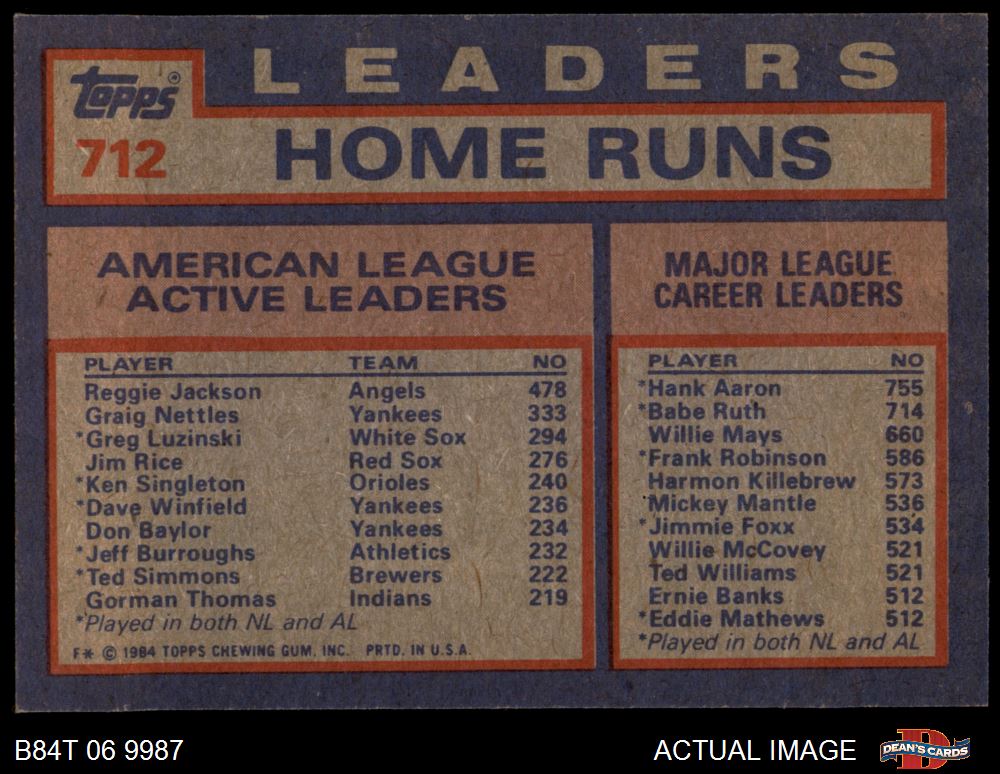 LEADERS
topps®
712
HOME RUNS
AMERICAN LEAGUE
ACTIVE LEADERS
PLAYER TEAM NO
Reggie Jackson Angels 478
Graig Nettles Yankees 333
*Greg Luzinski White Sox 294
Jim Rice Red Sox 276
*Ken Singleton Orioles 240
*Dave Winfield Yankees 236
Don Baylor Yankees 234
*Jeff Burroughs Athletics 232
*Ted Simmons Brewers 222
Gorman Thomas Indians 219
*Played in both NL and AL
F* © 1984 TOPPS CHEWING GUM, INC. PRTD. IN U.S.A.
MAJOR LEAGUE
CAREER LEADERS
PLAYER NO
*Hank Aaron 755
*Babe Ruth 714
Willie Mays 660
*Frank Robinson 586
Harmon Killebrew 573
Mickey Mantle 536
*Jimmie Foxx 534
Willie McCovey 521
Ted Williams 521
Ernie Banks 512
*Eddie Mathews 512
*Played in both NL and AL
B84T 06 9987
ACTUAL IMAGE
DEAN'S CARDS